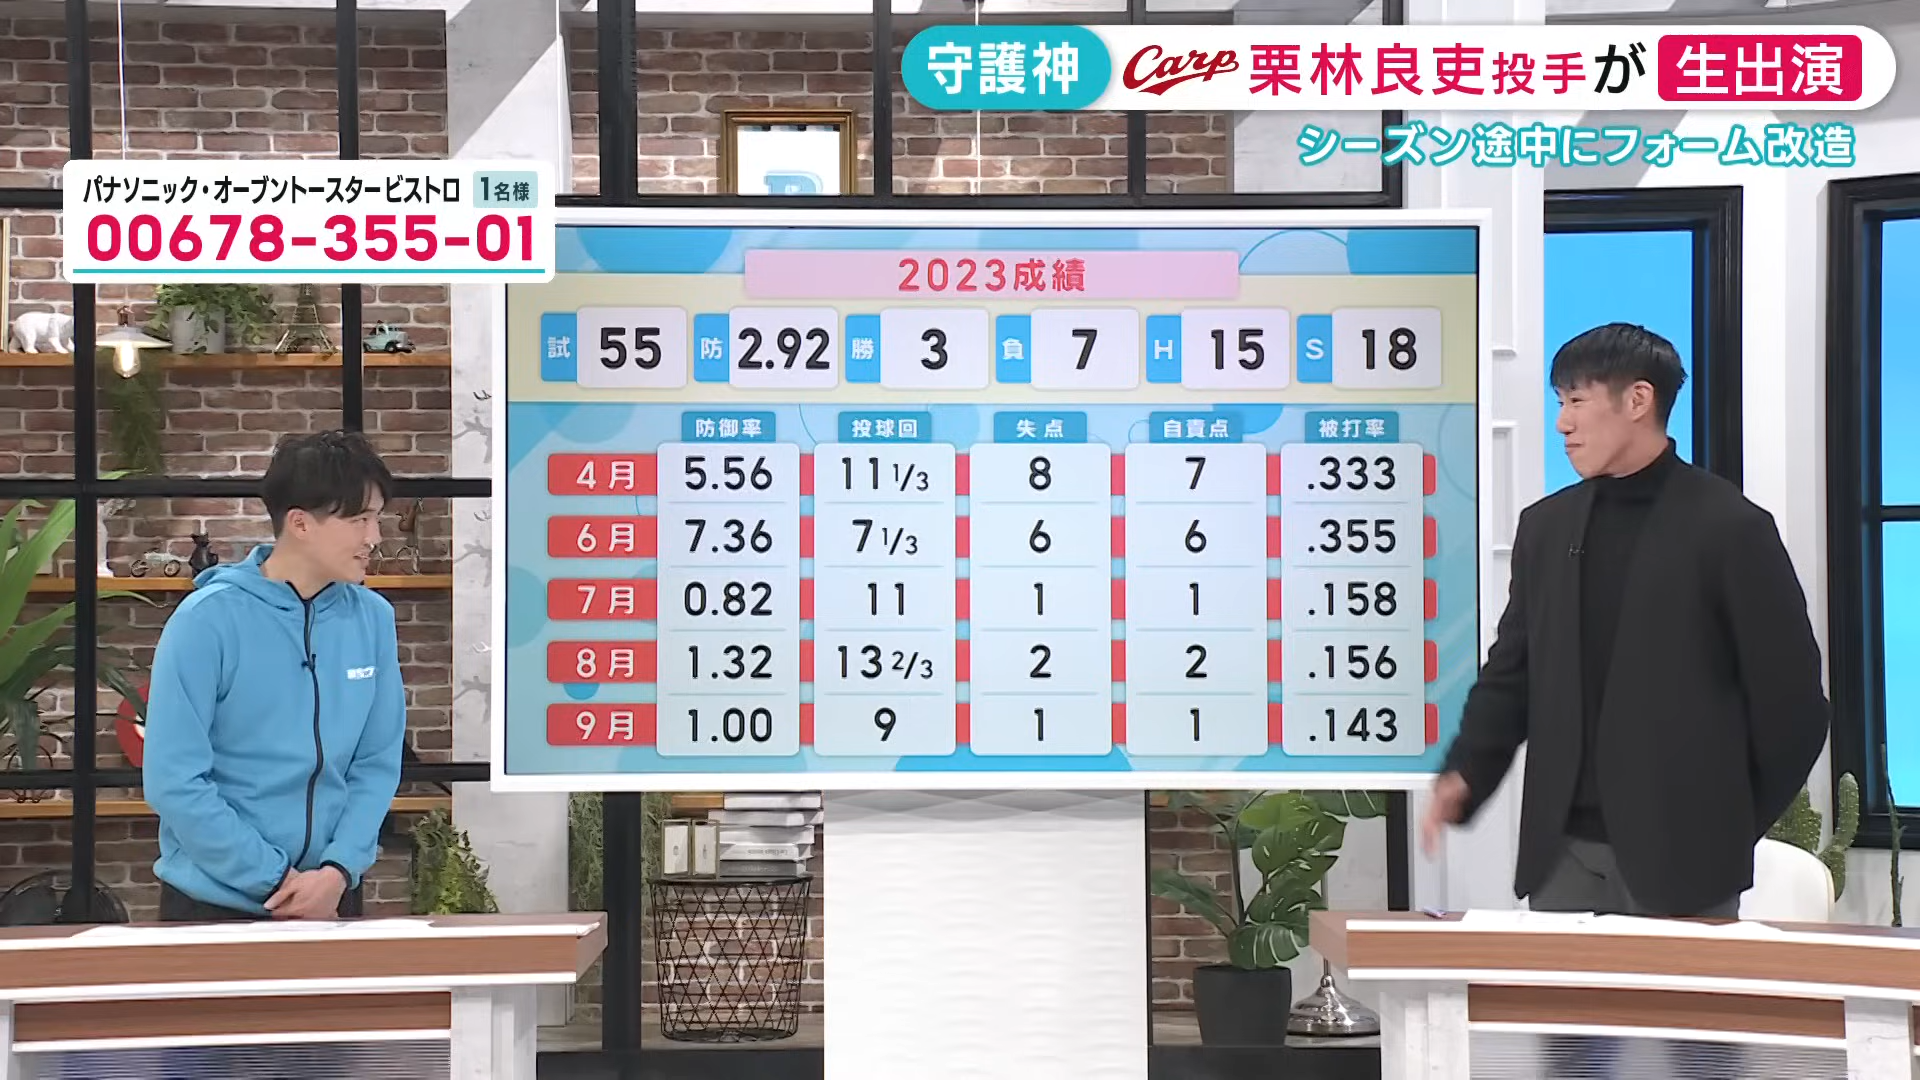 守護神 Carp 栗林良吏投手が 生出演
シーズン途中にフォーム改造
パナソニック・オーブントースタービストロ 1名様
00678-355-01
2023成績
試 55 防 2.92 勝 3 負 7 H 15 S 18
防御率 投球回 失点 自責点 被打率
4月 5.56 11 1/3 8 7 .333
6月 7.36 7 1/3 6 6 .355
7月 0.82 11 1 1 .158
8月 1.32 13 2/3 2 2 .156
9月 1.00 9 1 1 .143